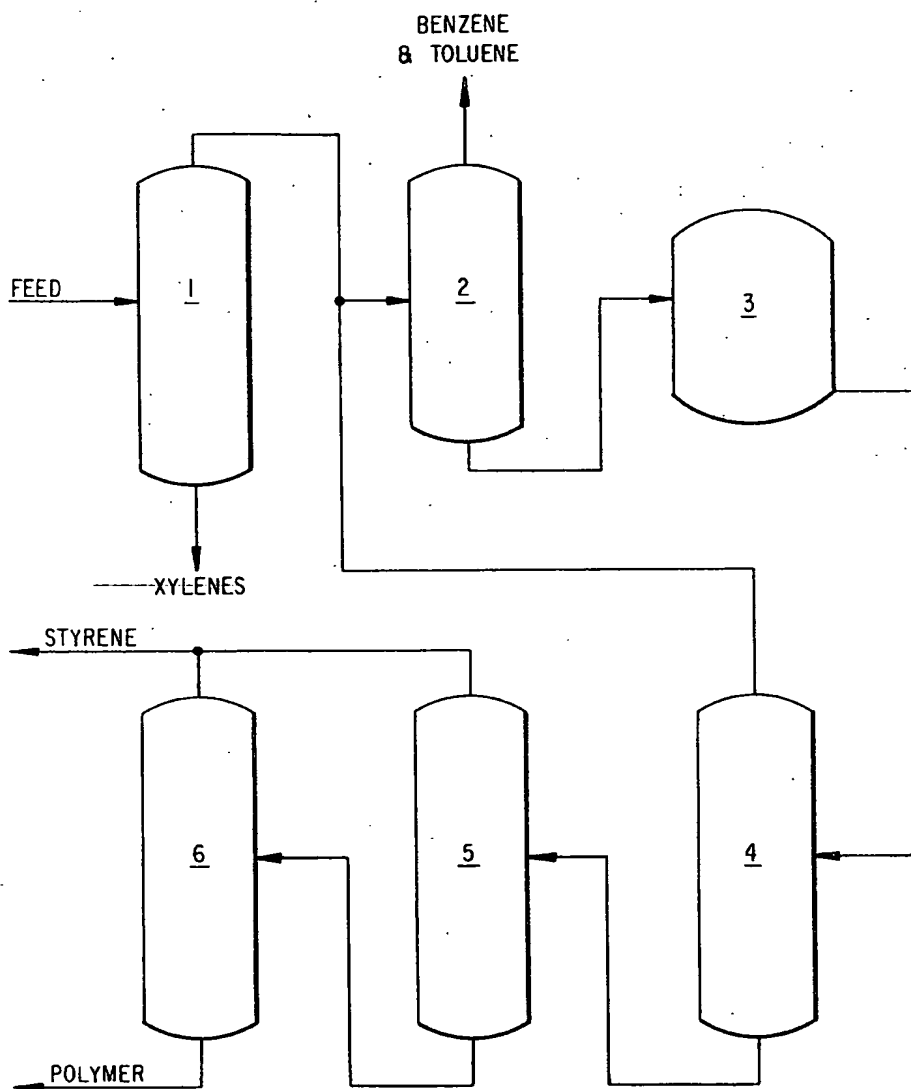 BENZENE
& TOLUENE
FEED
1
2
3
XYLENES
STYRENE
6
5
4
POLYMER